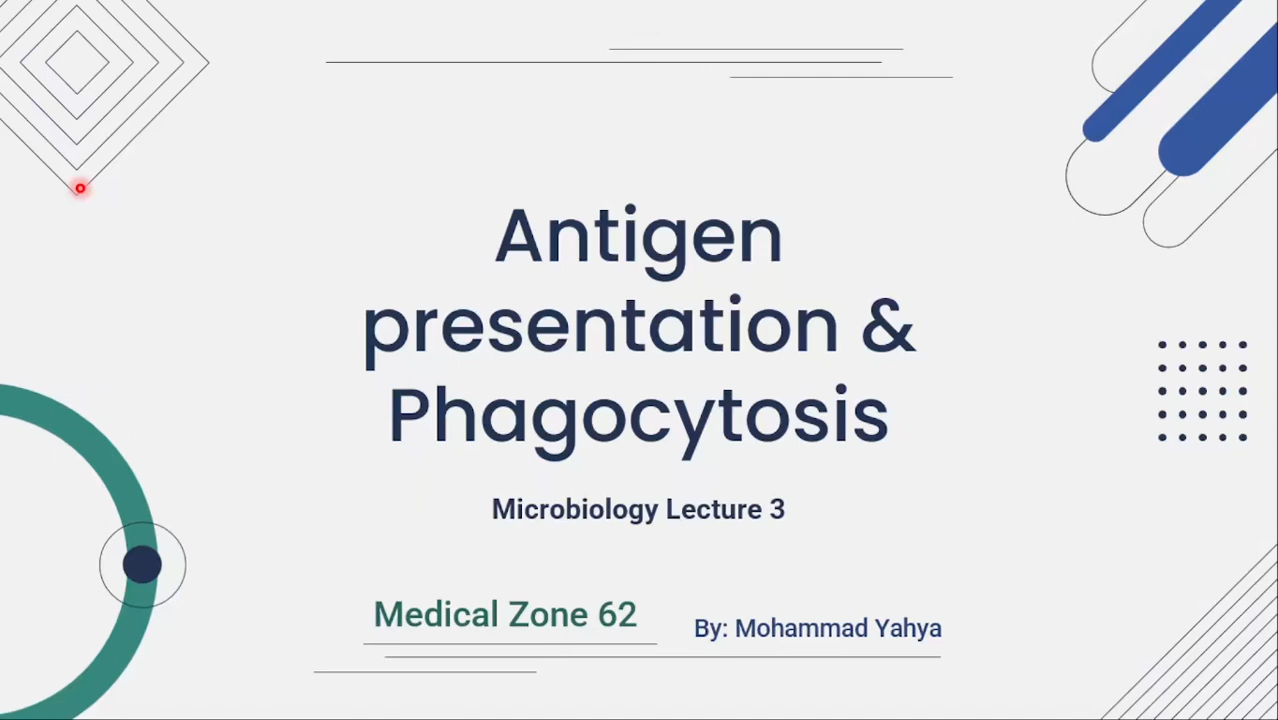 Antigen
presentation &
Phagocytosis
Microbiology Lecture 3
Medical Zone 62
By: Mohammad Yahya